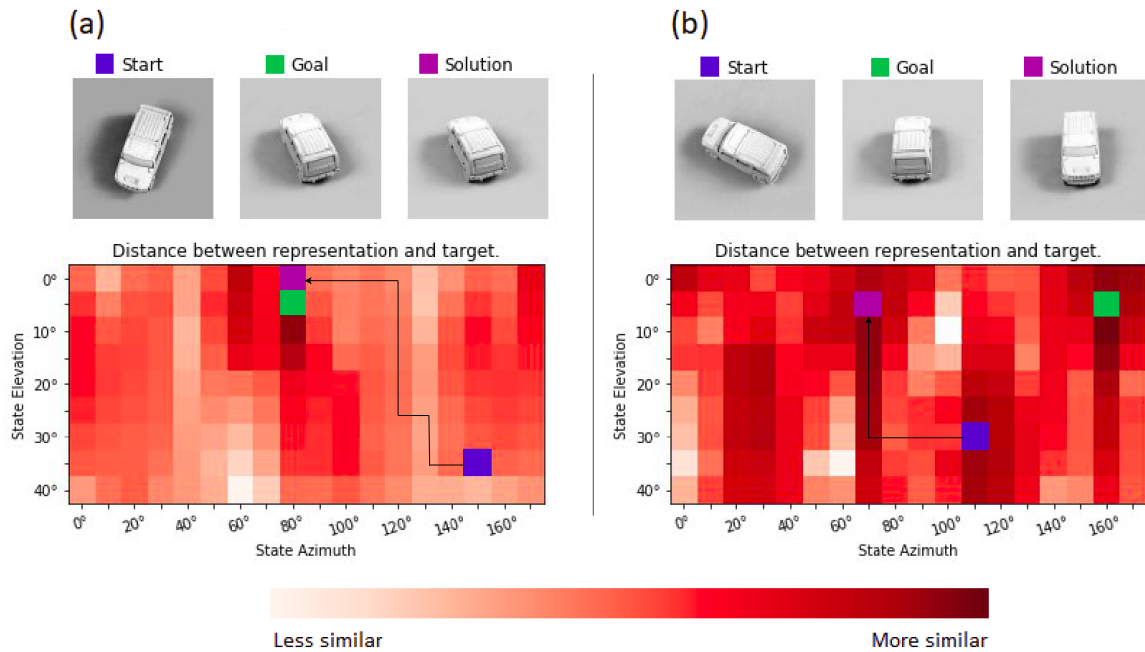 (a)
Start Goal Solution
Distance between representation and target.
State Elevation
0°
10°
20°
30°
40°
0° 20° 40° 60° 80° 100° 120° 140° 160°
State Azimuth
(b)
Start Goal Solution
Distance between representation and target.
State Elevation
0°
10°
20°
30°
40°
0° 20° 40° 60° 80° 100° 120° 140° 160°
State Azimuth
Less similar More similar